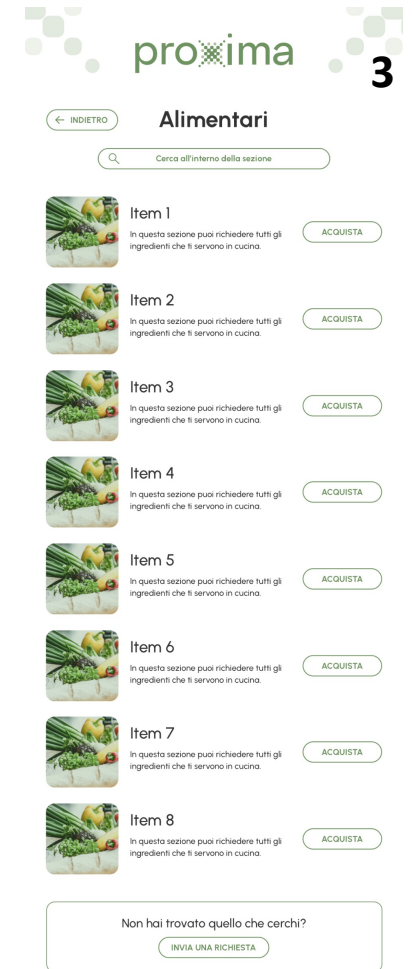 proxima
3
INDIETRO
Alimentari
Cerca all'interno della sezione
Item 1
In questa sezione puoi richiedere tutti gli
ingredienti che ti servono in cucina.
ACQUISTA
Item 2
In questa sezione puoi richiedere tutti gli
ingredienti che ti servono in cucina.
ACQUISTA
Item 3
In questa sezione puoi richiedere tutti gli
ingredienti che ti servono in cucina.
ACQUISTA
Item 4
In questa sezione puoi richiedere tutti gli
ingredienti che ti servono in cucina.
ACQUISTA
Item 5
In questa sezione puoi richiedere tutti gli
ingredienti che ti servono in cucina.
ACQUISTA
Item 6
In questa sezione puoi richiedere tutti gli
ingredienti che ti servono in cucina.
ACQUISTA
Item 7
In questa sezione puoi richiedere tutti gli
ingredienti che ti servono in cucina.
ACQUISTA
Item 8
In questa sezione puoi richiedere tutti gli
ingredienti che ti servono in cucina.
ACQUISTA
Non hai trovato quello che cerchi?
INVIA UNA RICHIESTA